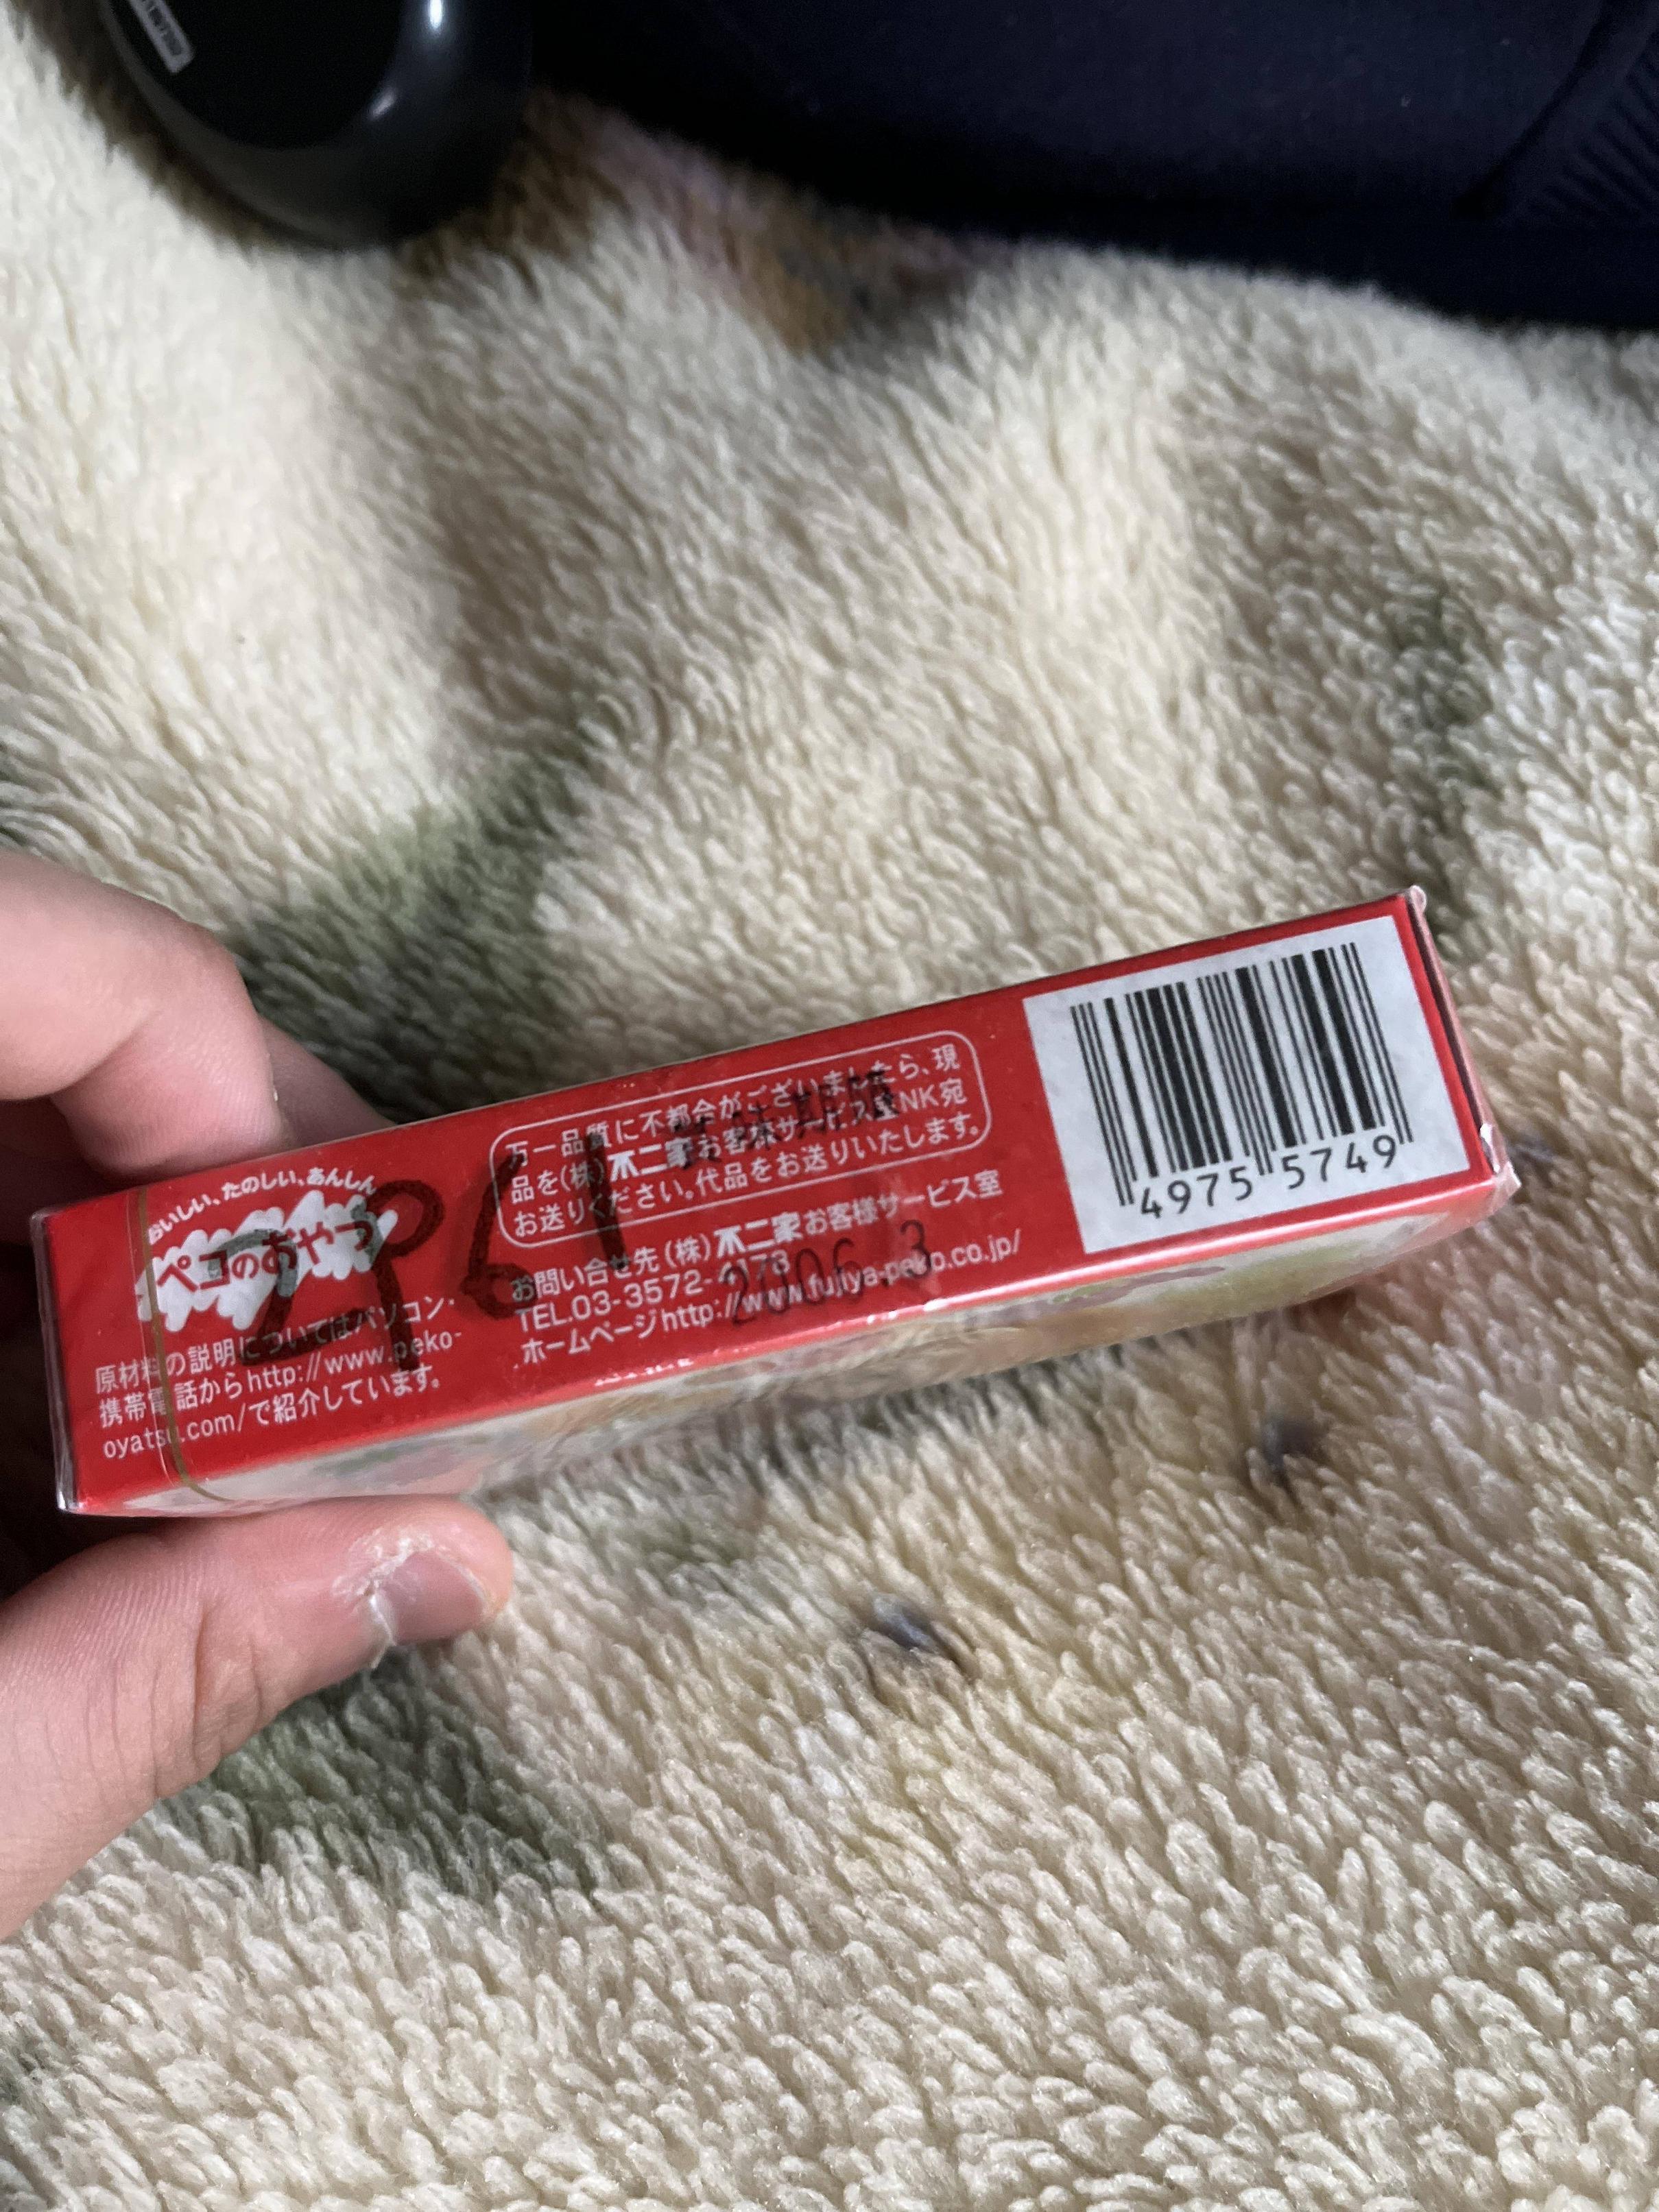 おいしい、たのしい、あんしん
ペコのおやつ
原材料の説明についてはパソコン・
携帯電話からhttp://www.peko-
oyatsu.com/で紹介しています。
万一品質に不都合がございましたら、現
品を(株)不二家お客様サービス室NK宛
お送りください。代品をお送りいたします。
お問い合せ先(株)不二家お客様サービス室
TEL.03-3572-
ホームページhttp://www.fujiya-peko.co.jp/
2006.3
4975 5749